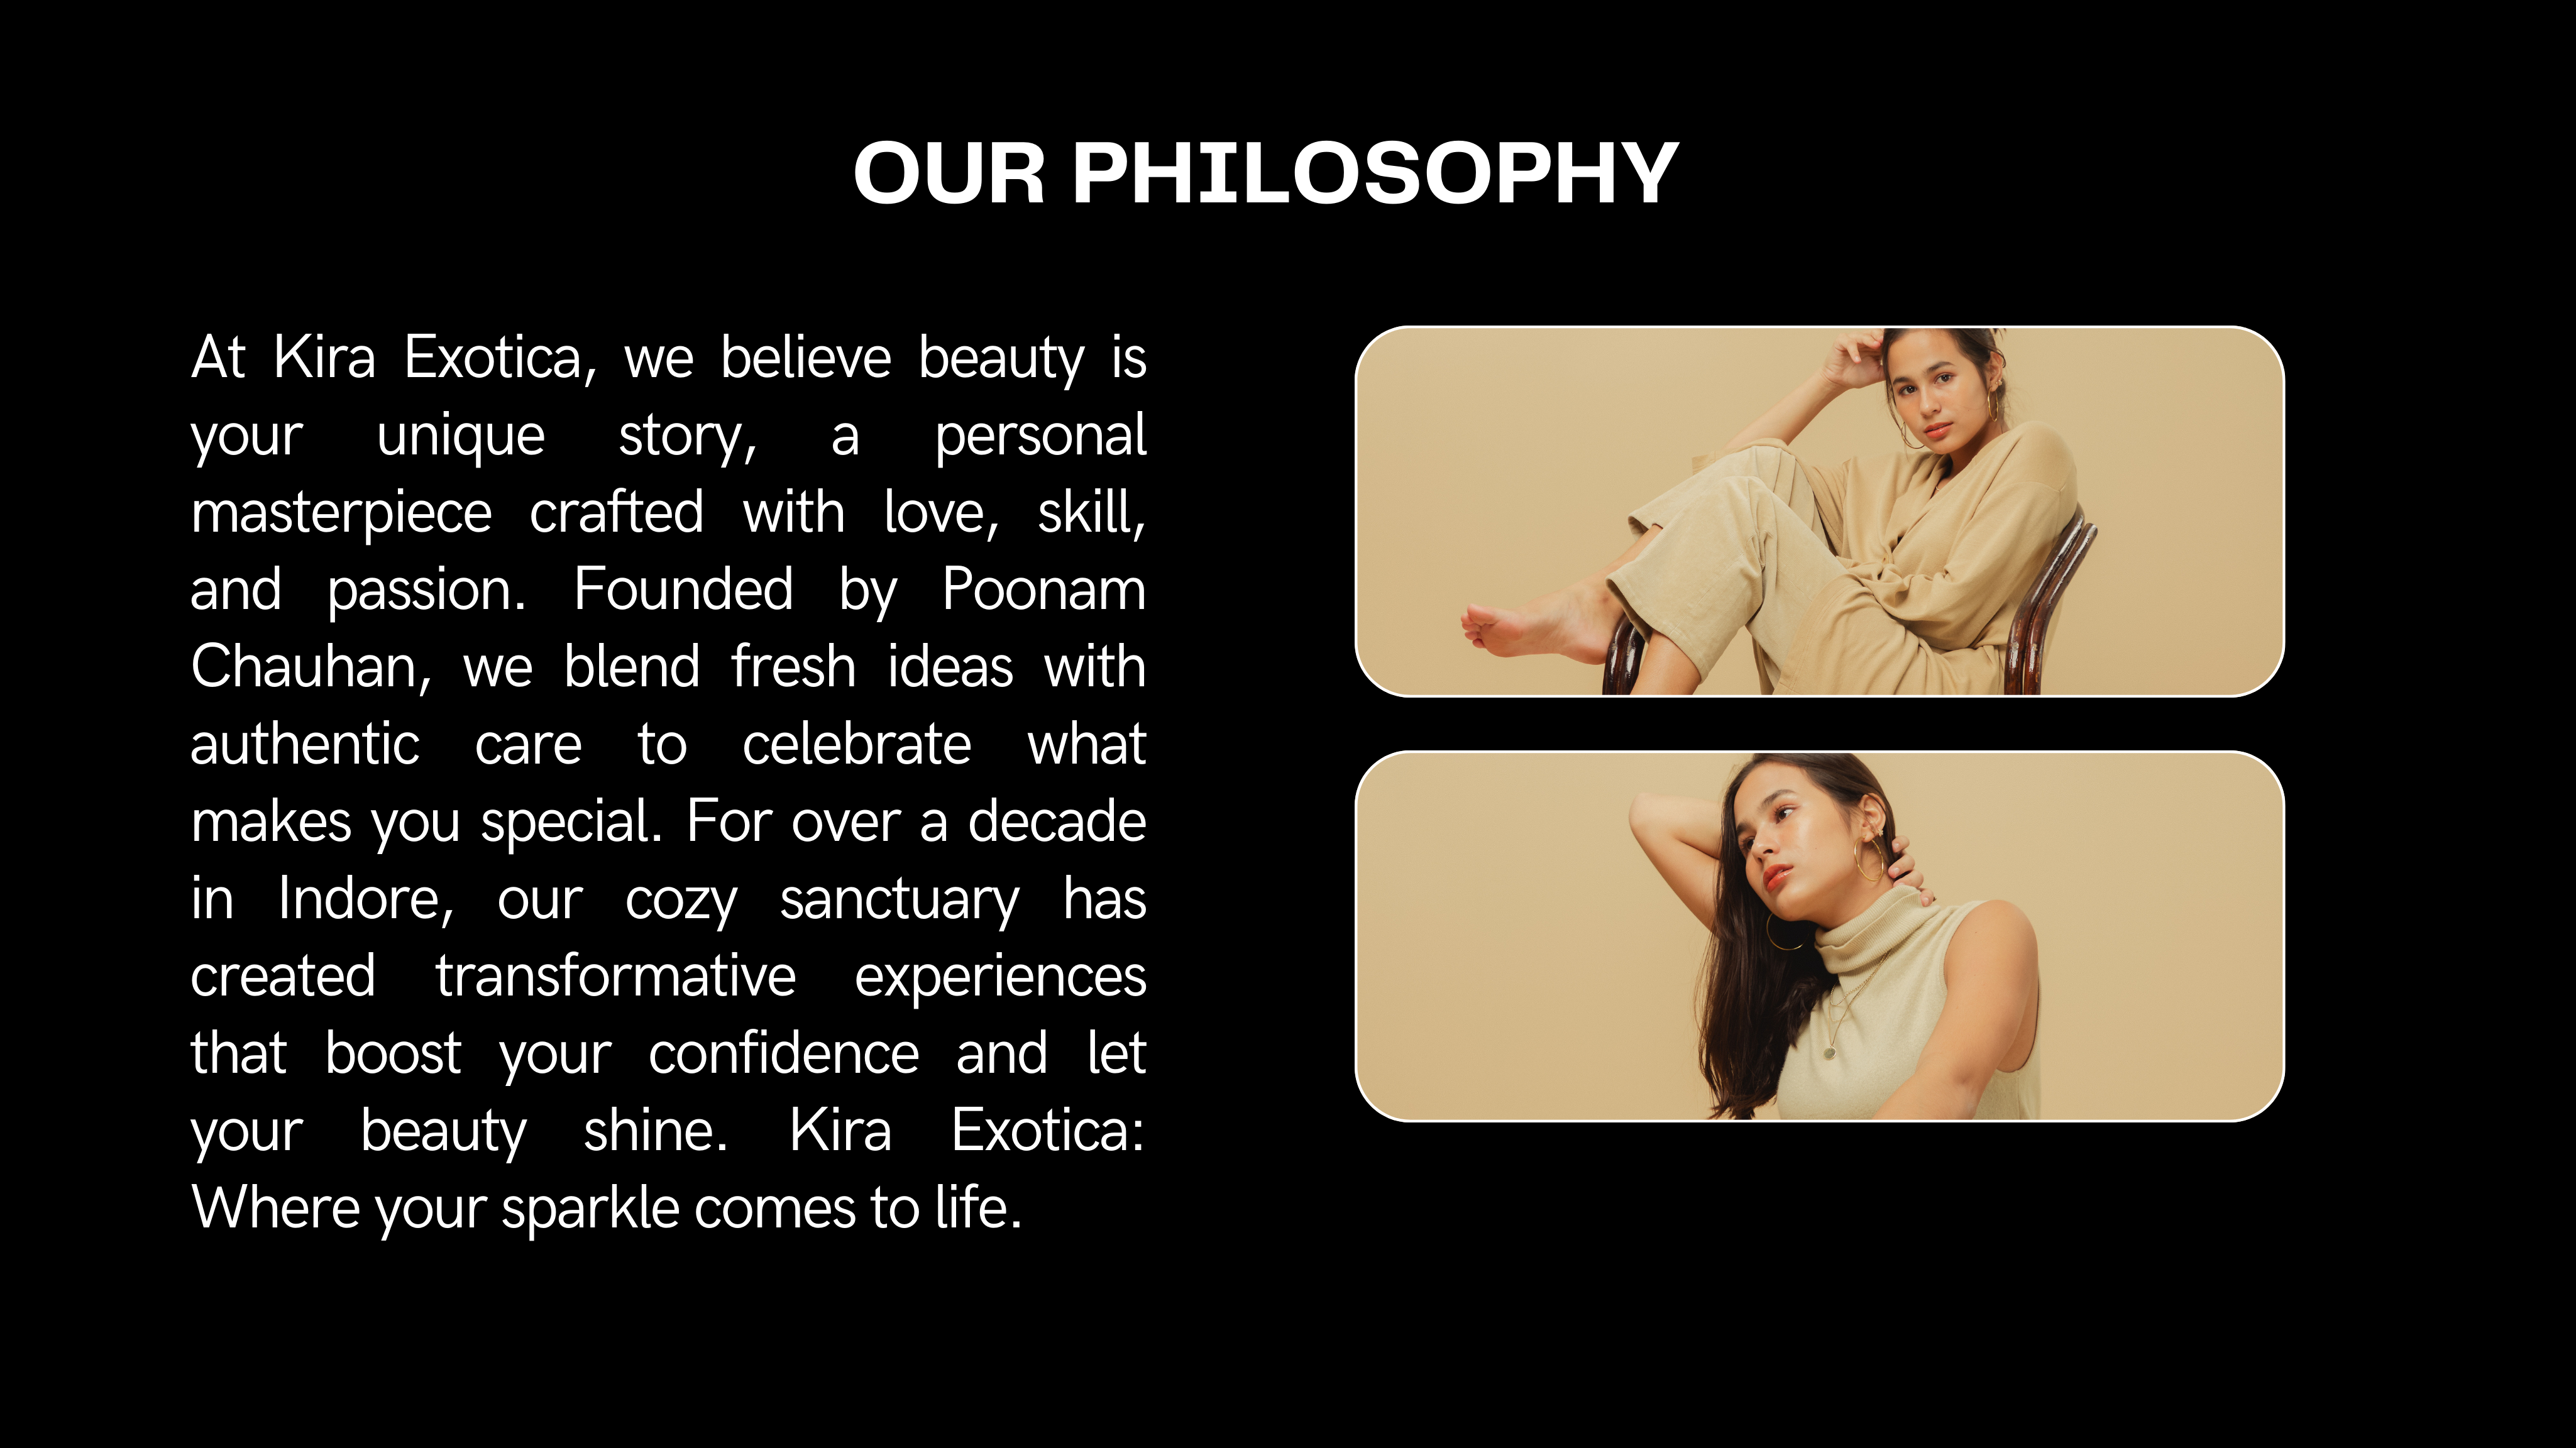 OUR PHILOSOPHY
At Kira Exotica, we believe beauty is
your unique story, a personal
masterpiece crafted with love, skill,
and passion. Founded by Poonam
Chauhan, we blend fresh ideas with
authentic care to celebrate what
makes you special. For over a decade
in Indore, our cozy sanctuary has
created transformative experiences
that boost your confidence and let
your beauty shine. Kira Exotica:
Where your sparkle comes to life.